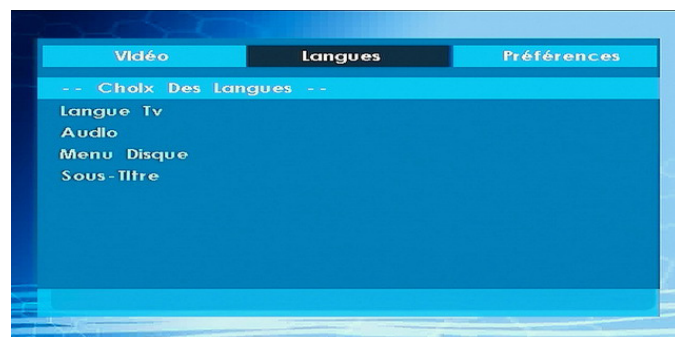 Vidéo Langues Préférences
-- Choix Des Langues --
Langue Tv
Audio
Menu Disque
Sous-Titre